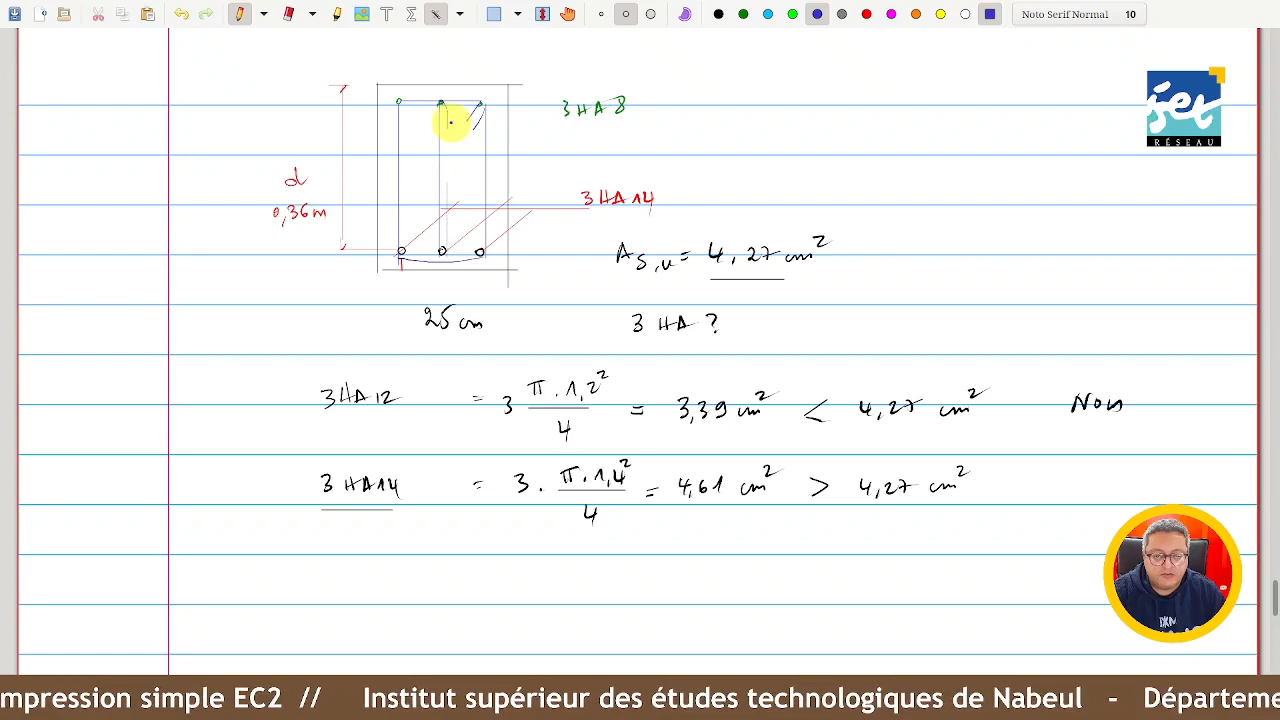 Noto Serif Normal 10
3 HA 8
iset
RÉSEAU
d
0,36 m
3 HA 14
A s,u = 4,27 cm²
25 cm
3 HA ?
3 HA 12 = 3 π . 1,2² / 4 = 3,39 cm² < 4,27 cm² Non
3 HA 14 = 3 . π . 1,4² / 4 = 4,61 cm² > 4,27 cm²
mpression simple EC2 // Institut supérieur des études technologiques de Nabeul - Départeme